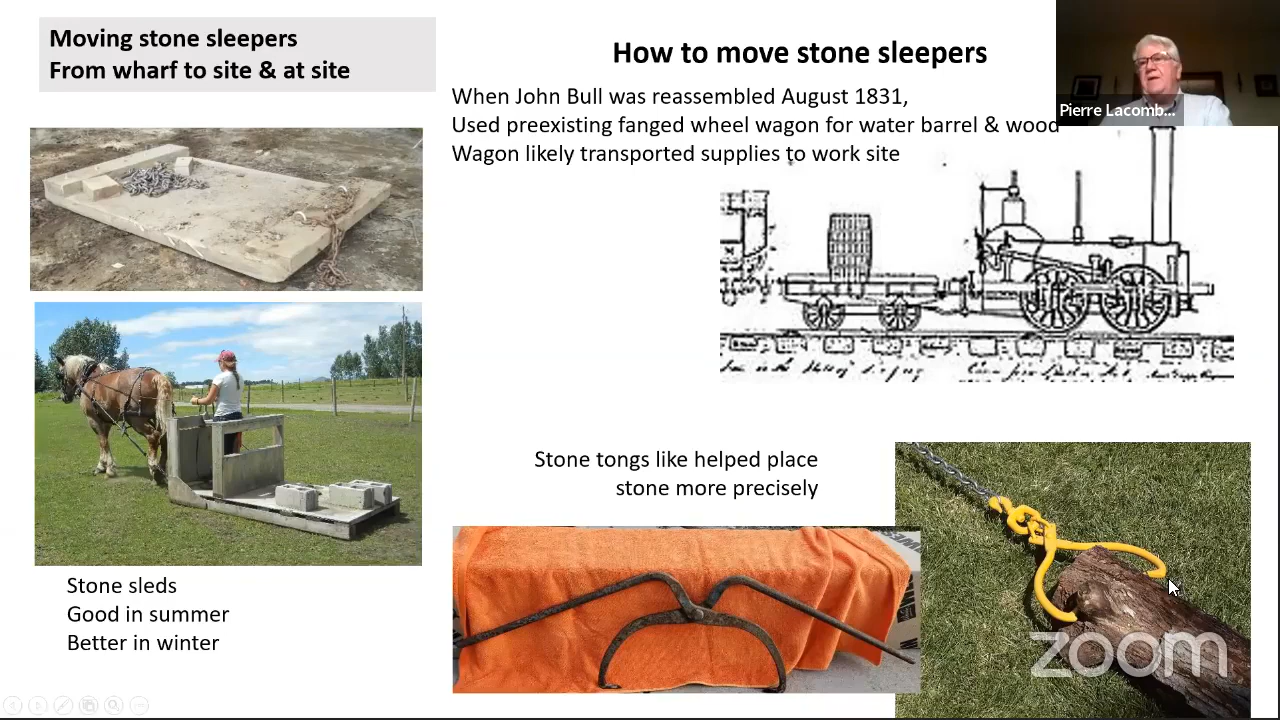 Moving stone sleepers
From wharf to site & at site
How to move stone sleepers
When John Bull was reassembled August 1831,
Used preexisting fanged wheel wagon for water barrel & wood
Wagon likely transported supplies to work site
Pierre Lacomb...
Stone tongs like helped place
stone more precisely
Stone sleds
Good in summer
Better in winter
zoom